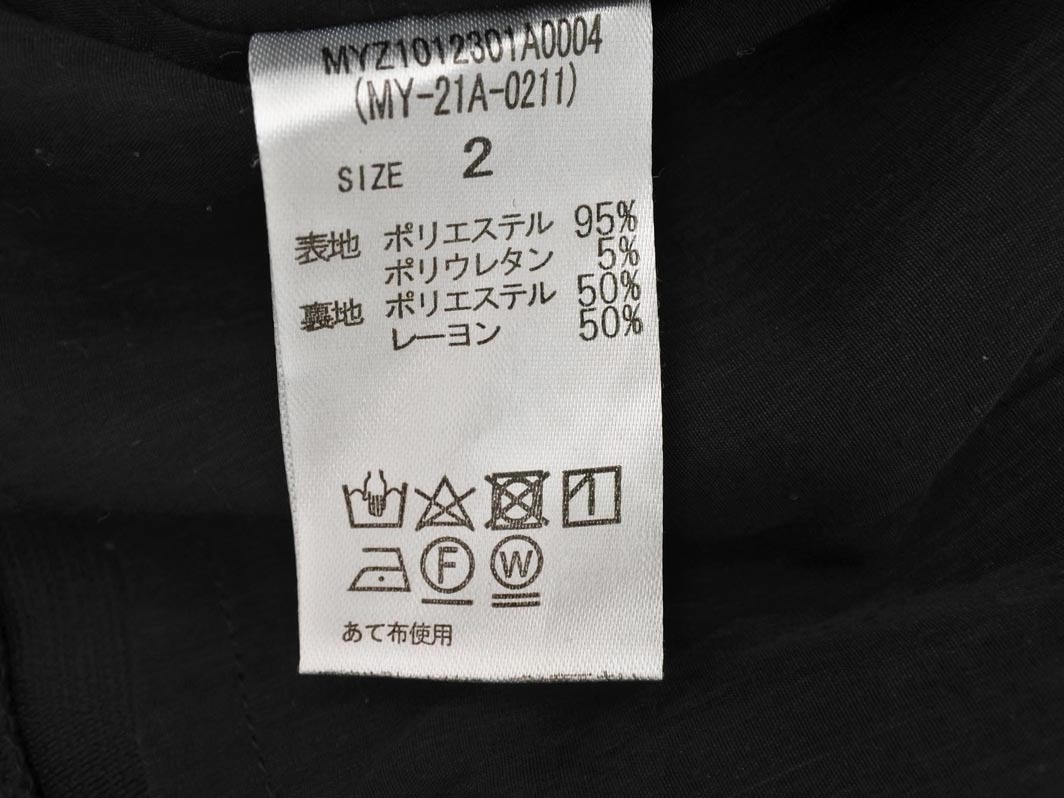 MYZ1012301A0004
(MY-21A-0211)
SIZE 2
表地 ポリエステル 95%
ポリウレタン 5%
裏地 ポリエステル 50%
レーヨン 50%
F W
あて布使用